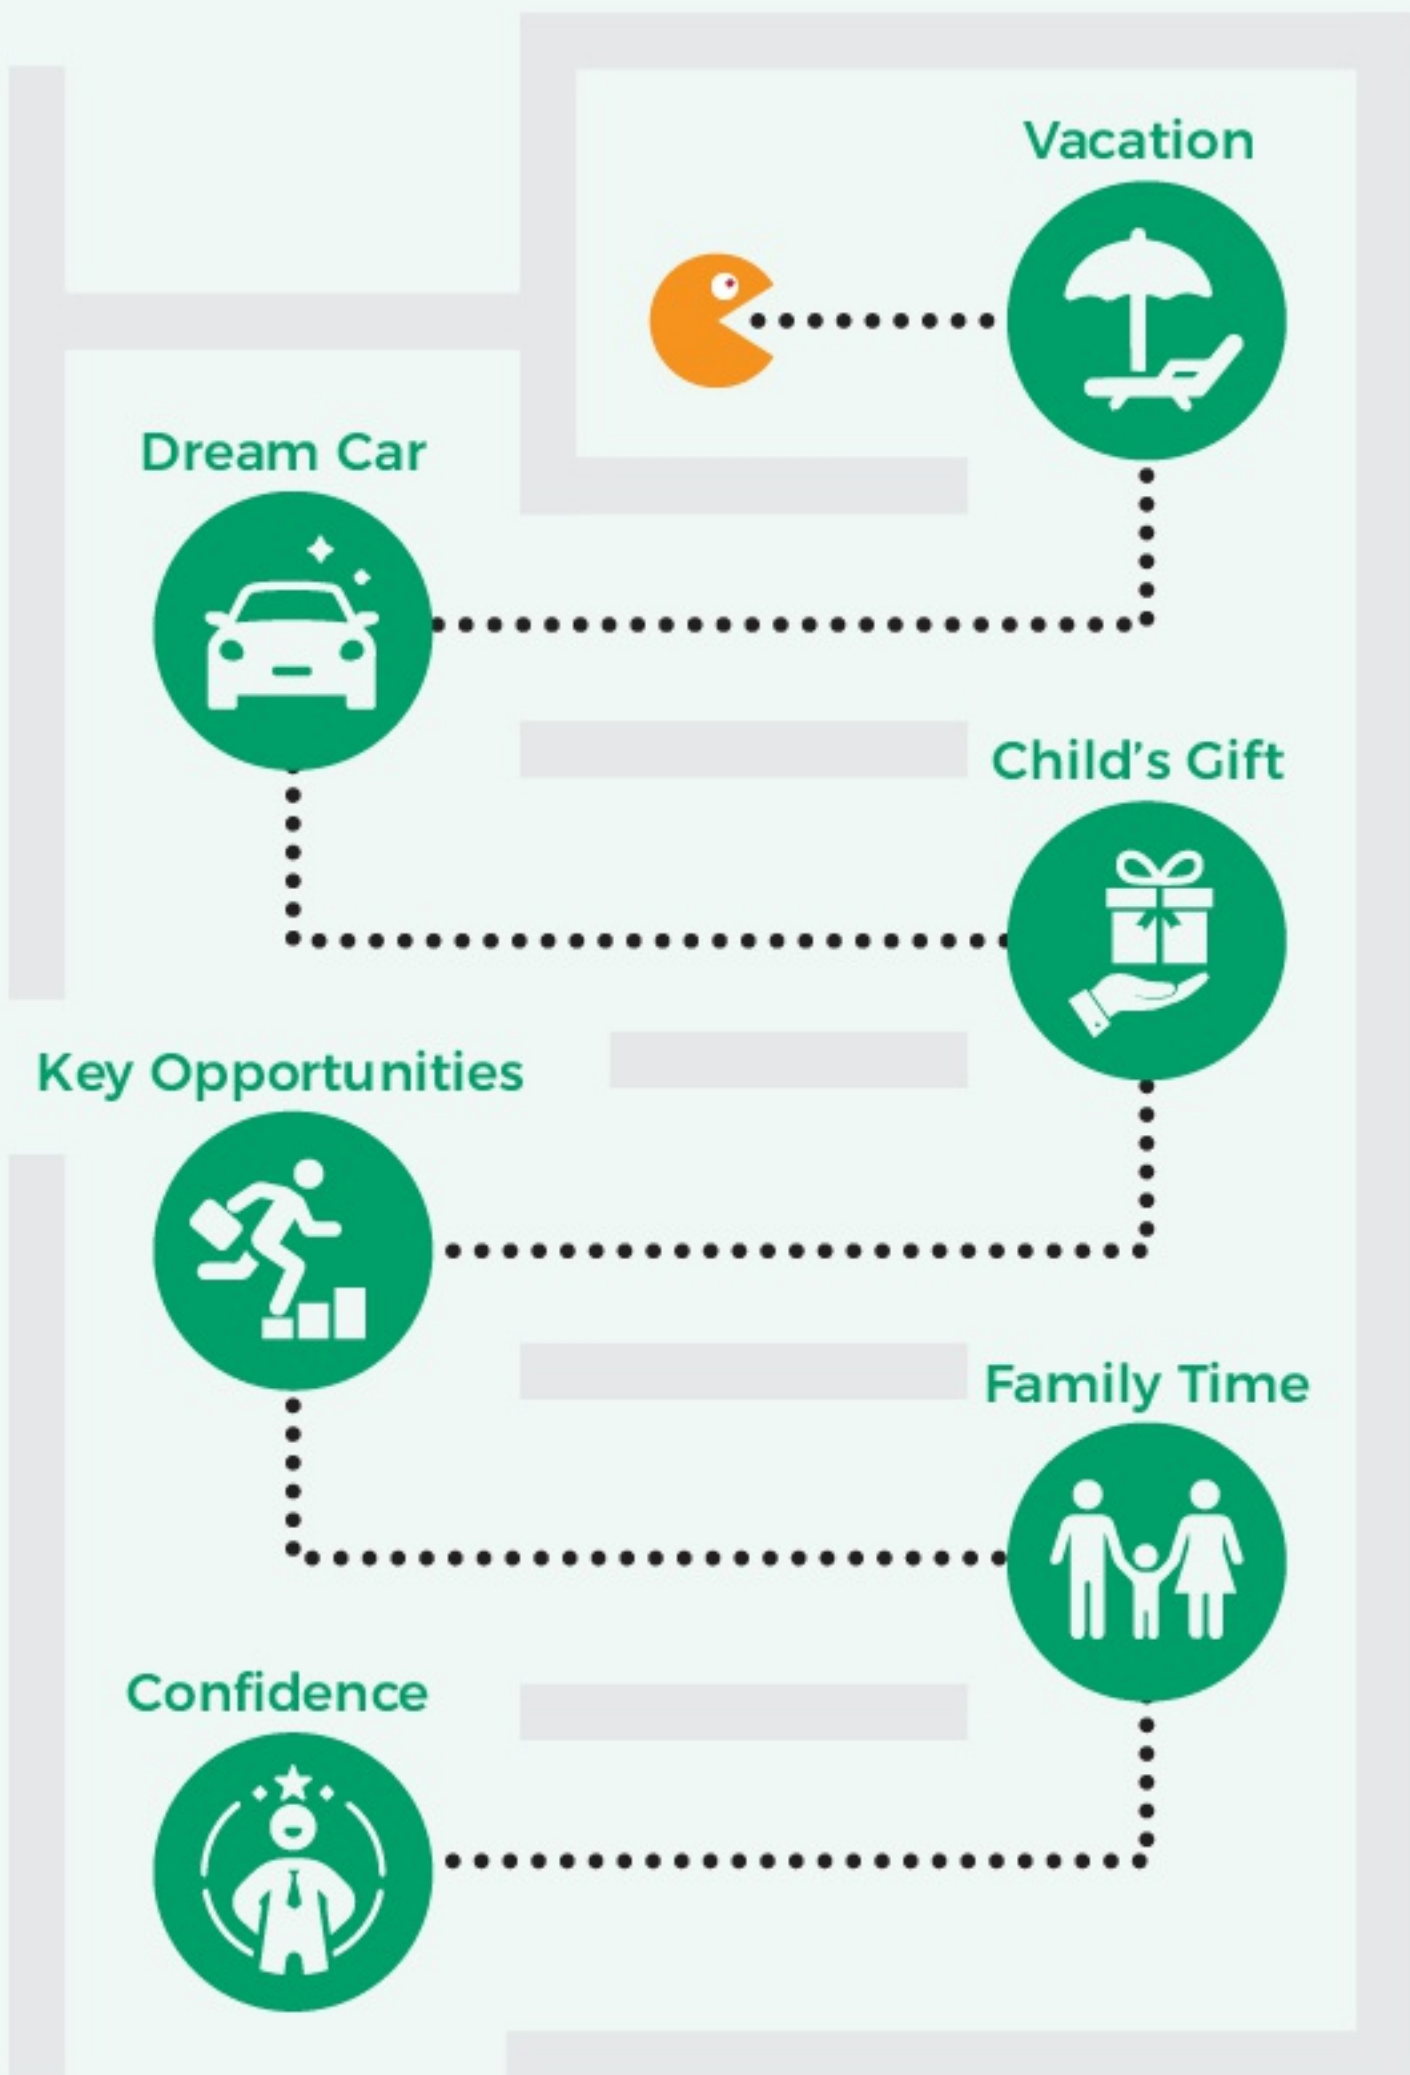 Vacation
Dream Car
Child’s Gift
Key Opportunities
Family Time
Confidence